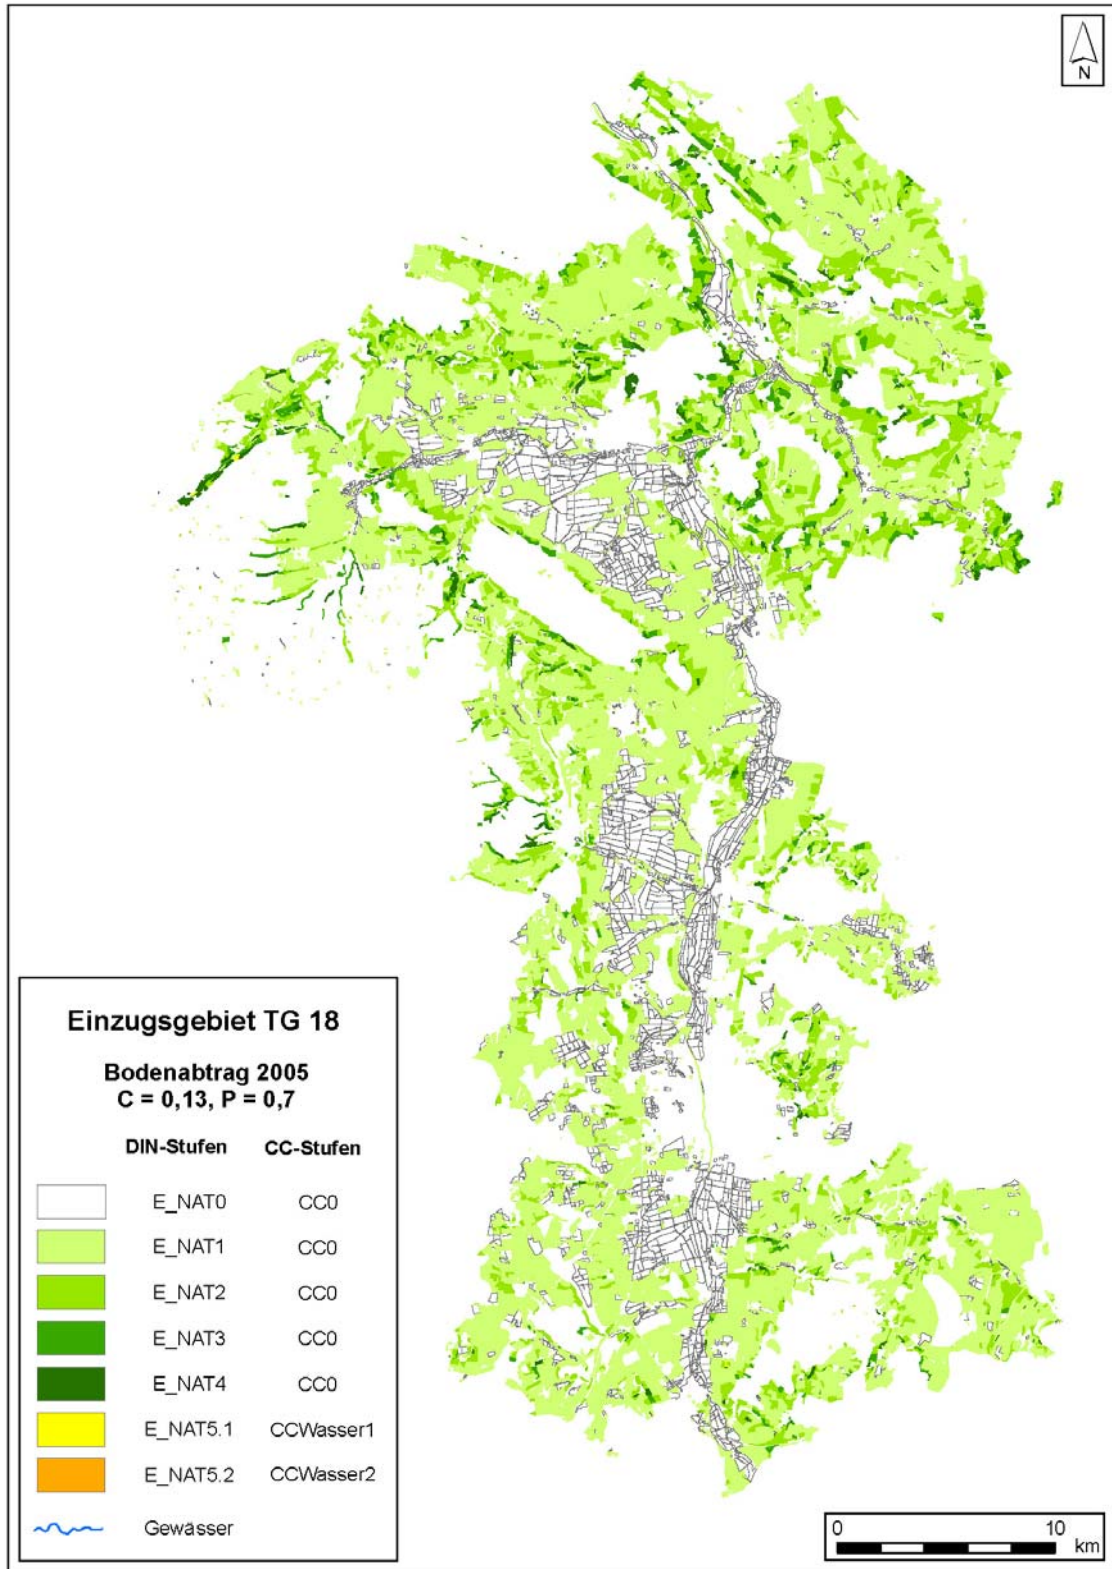 N
Einzugsgebiet TG 18
Bodenabtrag 2005
C = 0,13, P = 0,7
DIN-Stufen CC-Stufen
E_NAT0 CC0
E_NAT1 CC0
E_NAT2 CC0
E_NAT3 CC0
E_NAT4 CC0
E_NAT5.1 CCWasser1
E_NAT5.2 CCWasser2
Gewässer
0 10
km